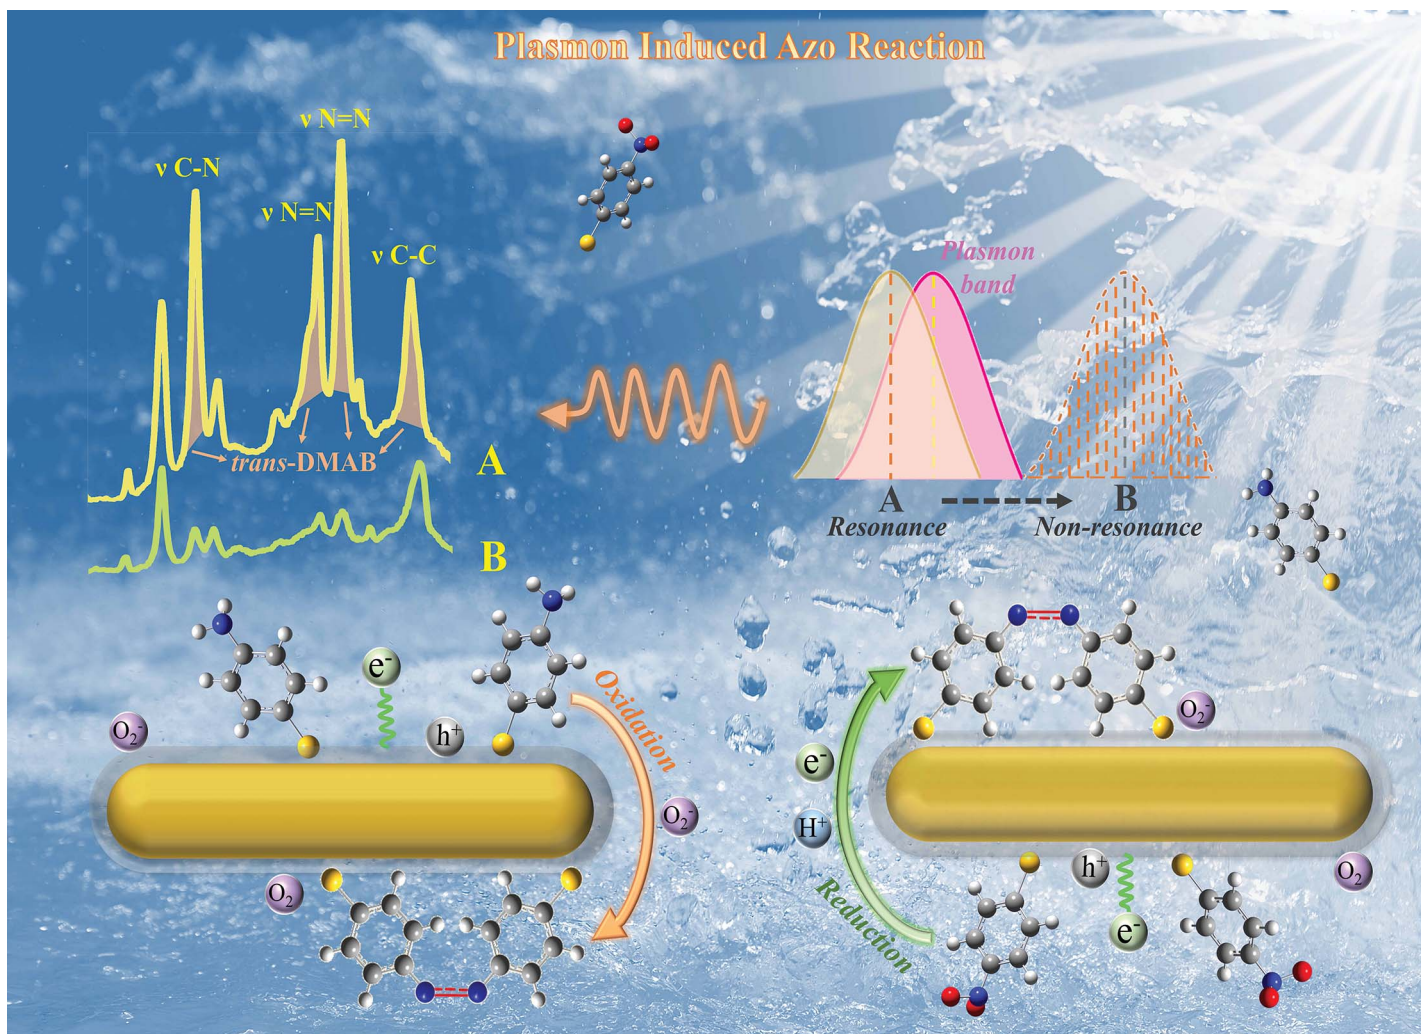 Plasmon Induced Azo Reaction
ν N=N
ν C-N
ν N=N
ν C-C
trans-DMAB
A
B
Plasmon
band
A
B
Resonance
Non-resonance
e-
O2-
h+
Oxidation
O2-
O2
O2-
e-
H+
Reduction
h+
O2
e-